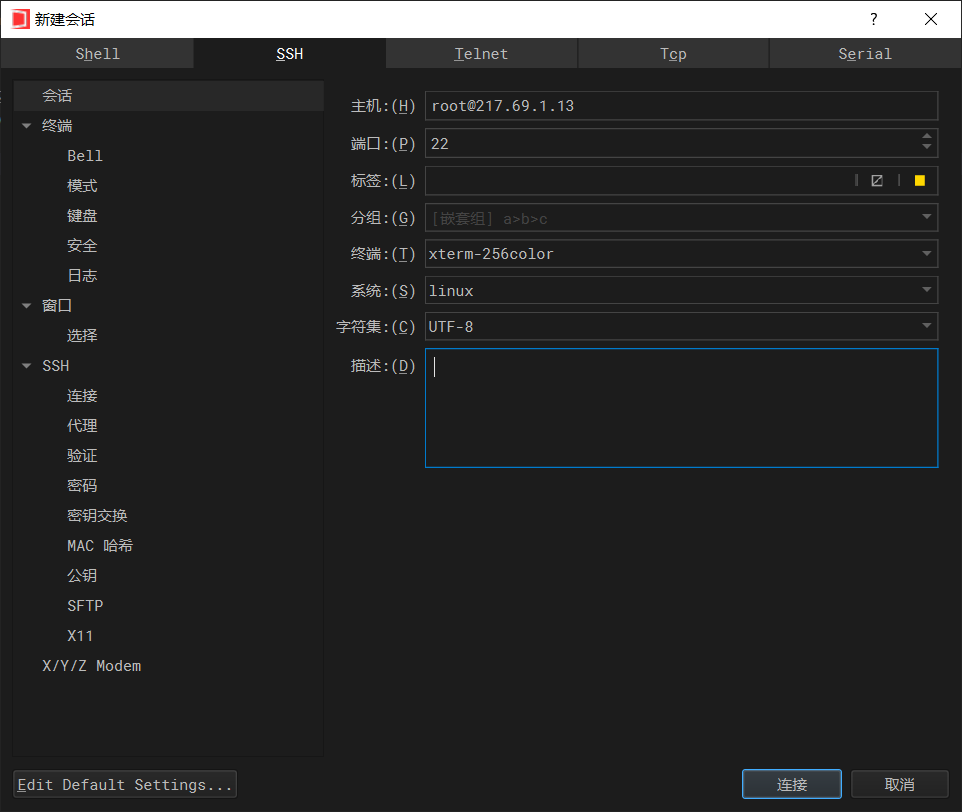 新建会话
?
Shell SSH Telnet Tcp Serial
会话
终端
Bell
模式
键盘
安全
日志
窗口
选择
SSH
连接
代理
验证
密码
密钥交换
MAC 哈希
公钥
SFTP
X11
X/Y/Z Modem
主机:(H) root@217.69.1.13
端口:(P) 22
标签:(L)
分组:(G) [嵌套组] a>b>c
终端:(T) xterm-256color
系统:(S) linux
字符集:(C) UTF-8
描述:(D)
Edit Default Settings...
连接 取消